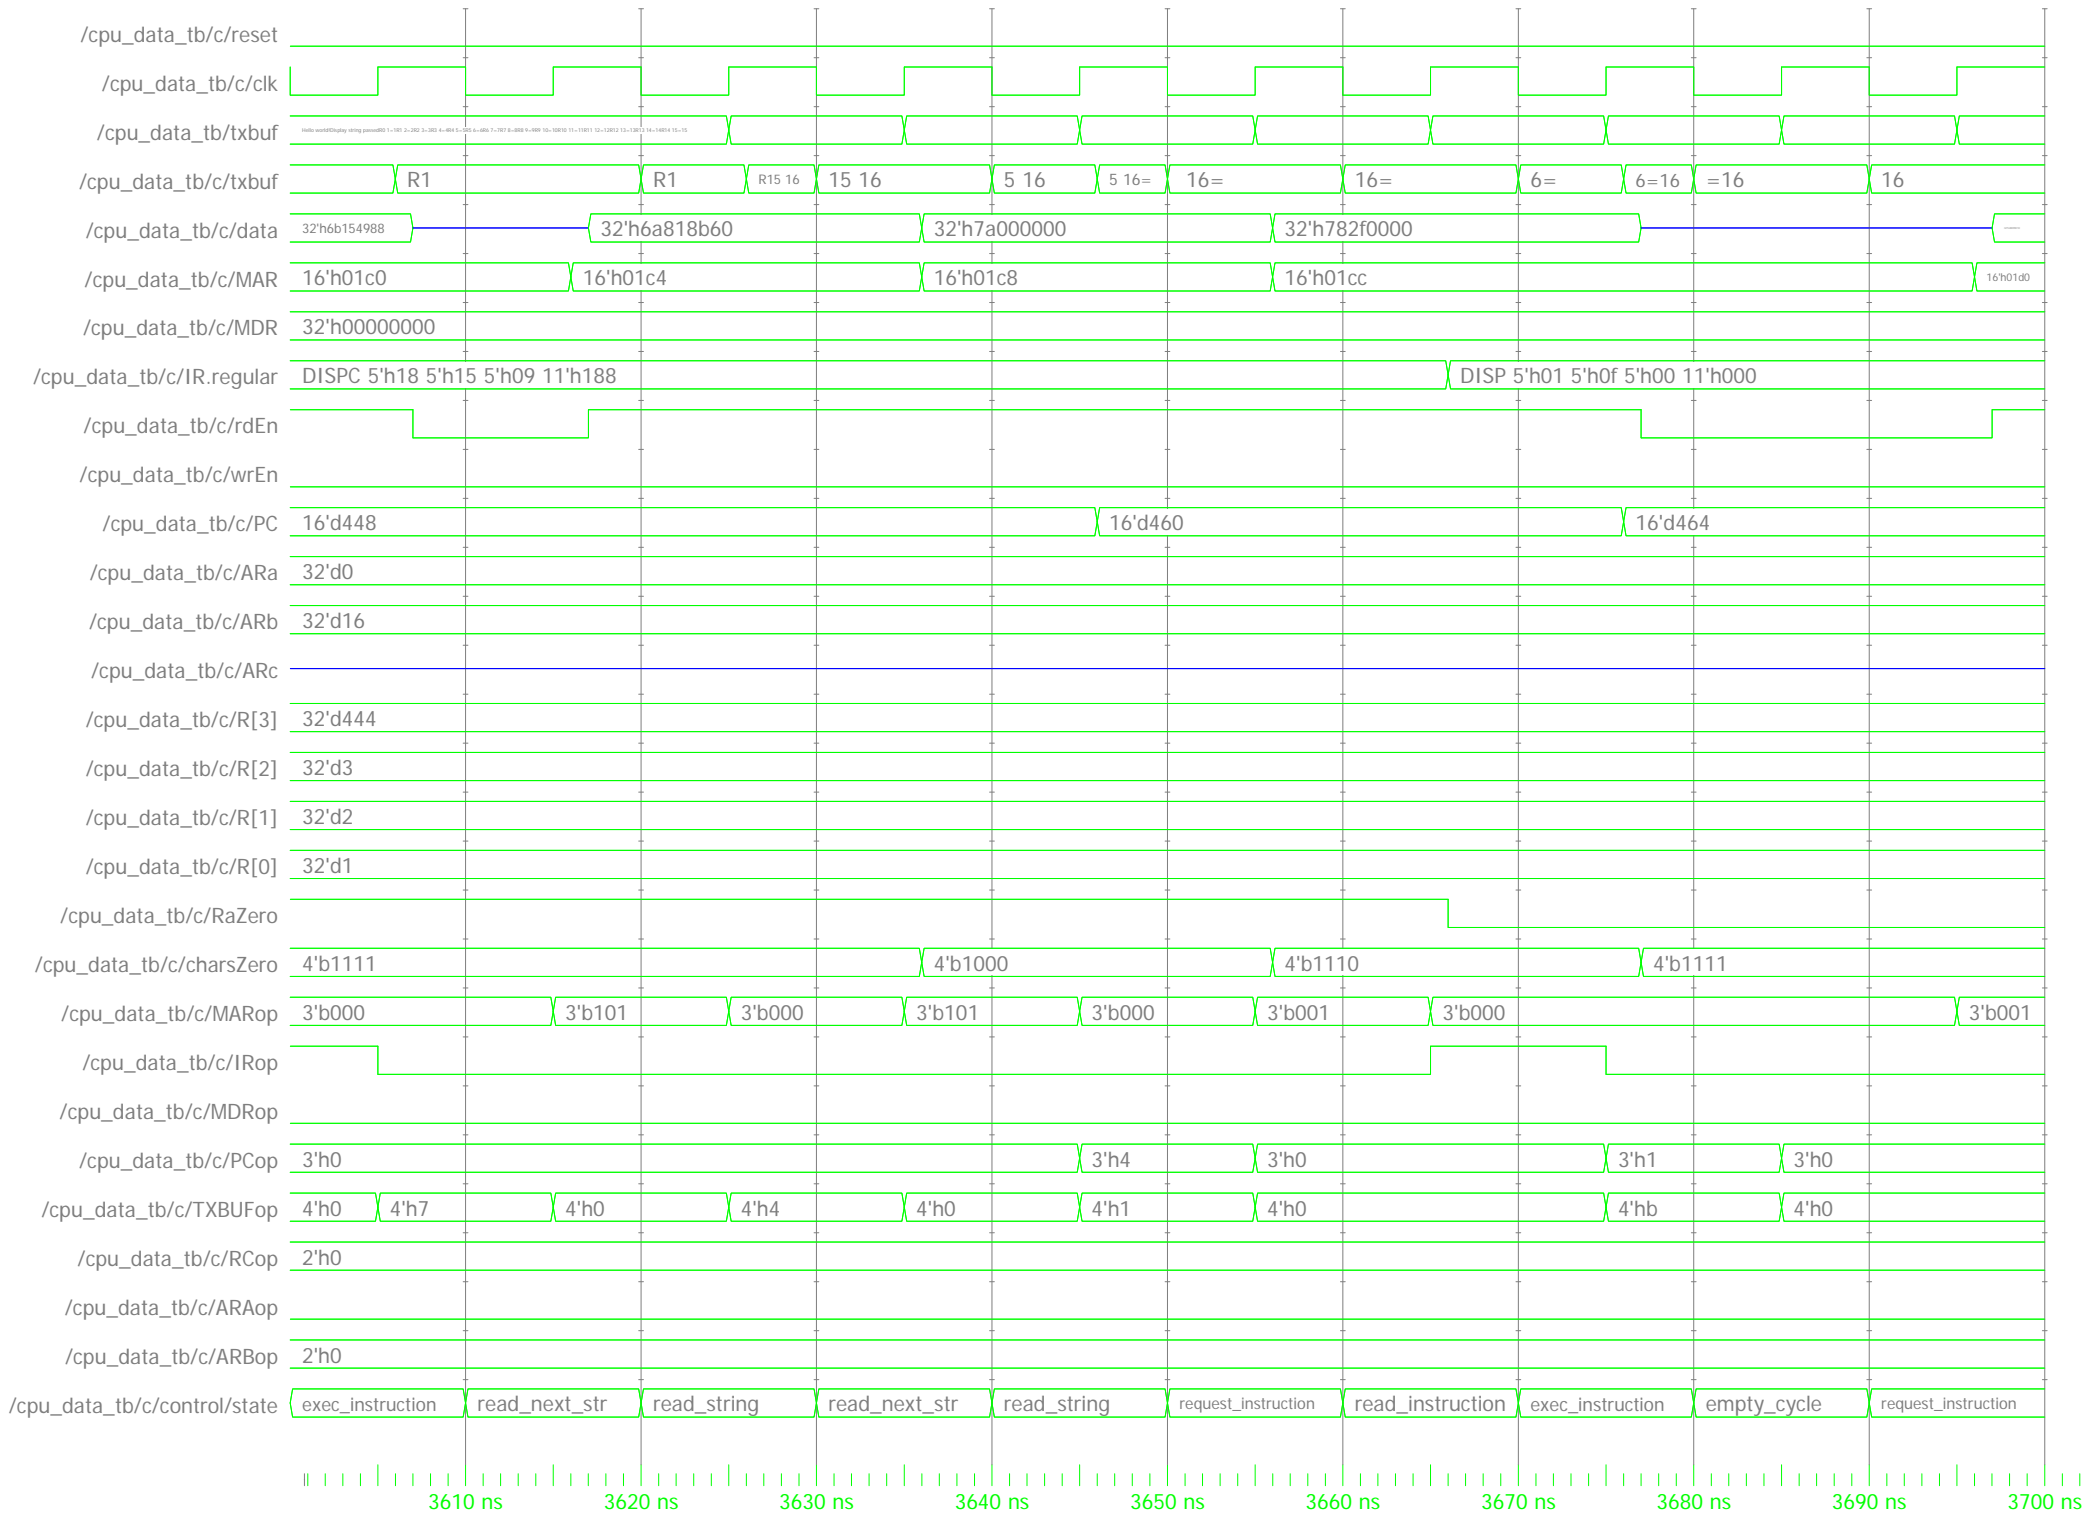 /cpu_data_tb/c/reset
/cpu_data_tb/c/clk
/cpu_data_tb/txbuf
/cpu_data_tb/c/txbuf R1 R1 R15 16 15 16 5 16 5 16= 16= 16= 6= 6=16 =16 16
/cpu_data_tb/c/data 32'h6b154988 32'h6a818b60 32'h7a000000 32'h782f0000
/cpu_data_tb/c/MAR 16'h01c0 16'h01c4 16'h01c8 16'h01cc 16'h01d0
/cpu_data_tb/c/MDR 32'h00000000
/cpu_data_tb/c/IR.regular DISPC 5'h18 5'h15 5'h09 11'h188 DISP 5'h01 5'h0f 5'h00 11'h000
/cpu_data_tb/c/rdEn
/cpu_data_tb/c/wrEn
/cpu_data_tb/c/PC 16'd448 16'd460 16'd464
/cpu_data_tb/c/ARa 32'd0
/cpu_data_tb/c/ARb 32'd16
/cpu_data_tb/c/ARc
/cpu_data_tb/c/R[3] 32'd444
/cpu_data_tb/c/R[2] 32'd3
/cpu_data_tb/c/R[1] 32'd2
/cpu_data_tb/c/R[0] 32'd1
/cpu_data_tb/c/RaZero
/cpu_data_tb/c/charsZero 4'b1111 4'b1000 4'b1110 4'b1111
/cpu_data_tb/c/MARop 3'b000 3'b101 3'b000 3'b101 3'b000 3'b001 3'b000 3'b001
/cpu_data_tb/c/IRop
/cpu_data_tb/c/MDRop
/cpu_data_tb/c/PCop 3'h0 3'h4 3'h0 3'h1 3'h0
/cpu_data_tb/c/TXBUFop 4'h0 4'h7 4'h0 4'h4 4'h0 4'h1 4'h0 4'hb 4'h0
/cpu_data_tb/c/RCop 2'h0
/cpu_data_tb/c/ARAop
/cpu_data_tb/c/ARBop 2'h0
/cpu_data_tb/c/control/state exec_instruction read_next_str read_string read_next_str read_string request_instruction read_instruction exec_instruction empty_cycle request_instruction
3610 ns 3620 ns 3630 ns 3640 ns 3650 ns 3660 ns 3670 ns 3680 ns 3690 ns 3700 ns